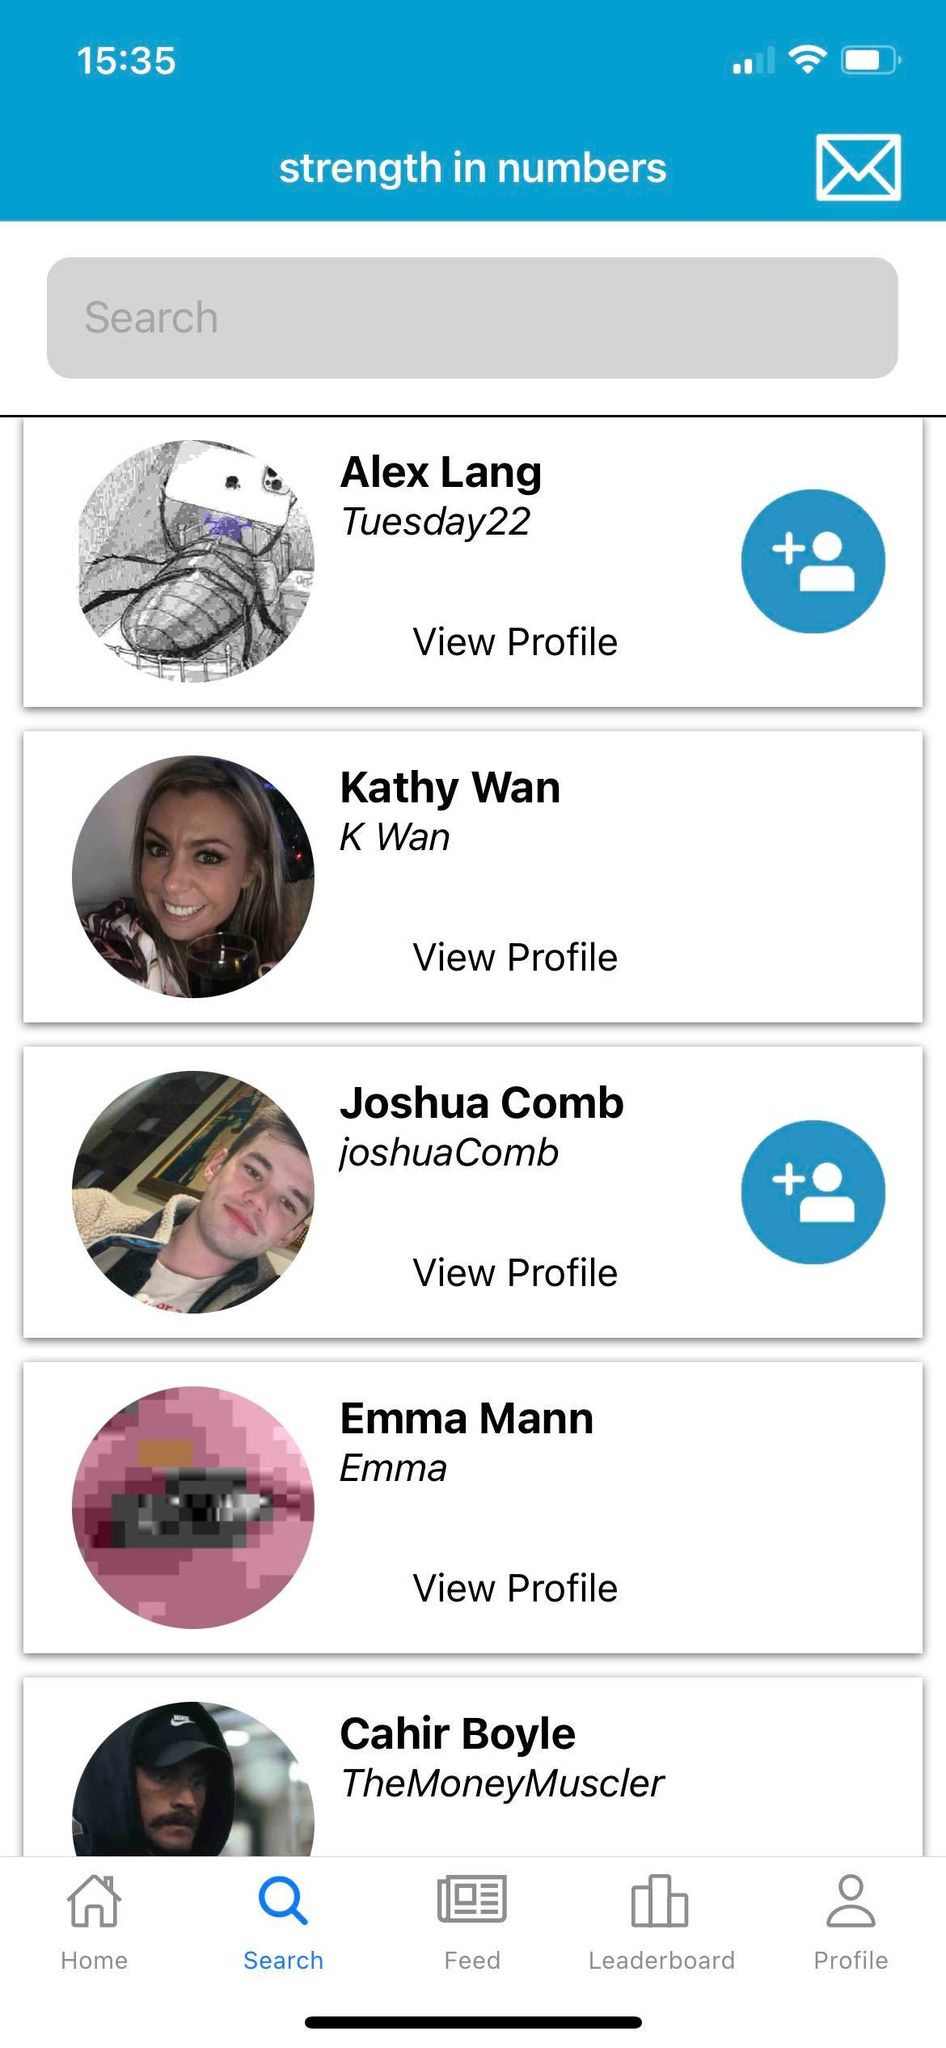 15:35
strength in numbers
Search
Alex Lang
Tuesday22
View Profile
Kathy Wan
K Wan
View Profile
Joshua Comb
joshuaComb
View Profile
Emma Mann
Emma
View Profile
NIKE
Cahir Boyle
TheMoneyMuscler
Home
Search
Feed
Leaderboard
Profile